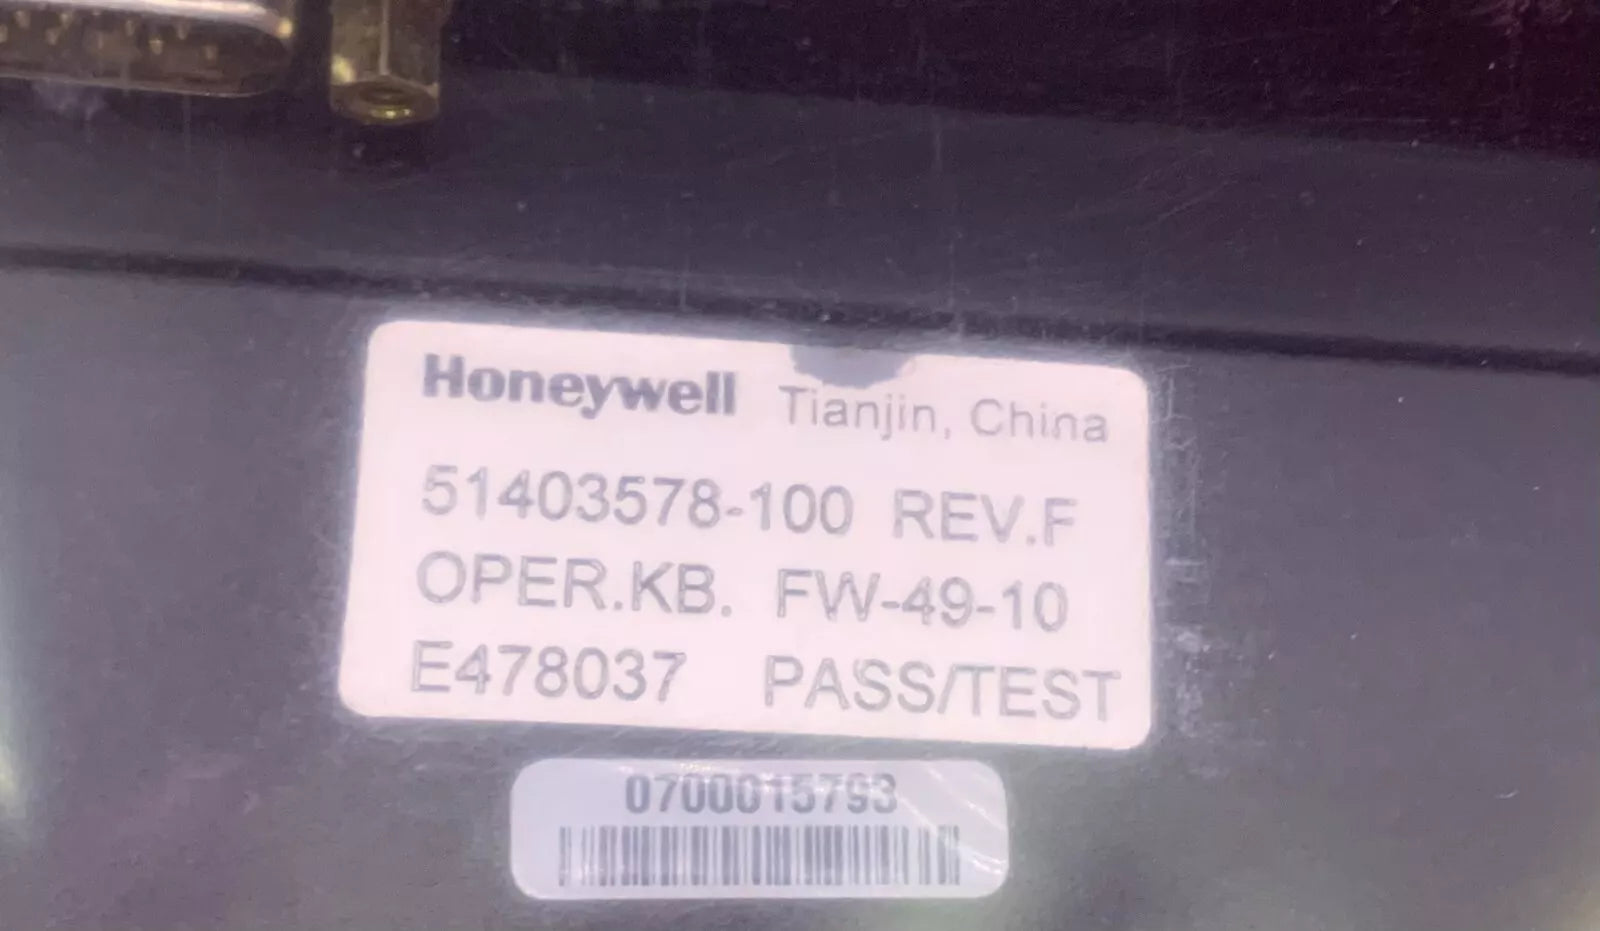 Honeywell Tianjin, China
51403578-100 REV.F
OPER.KB. FW-49-10
E478037 PASS/TEST
0700015793